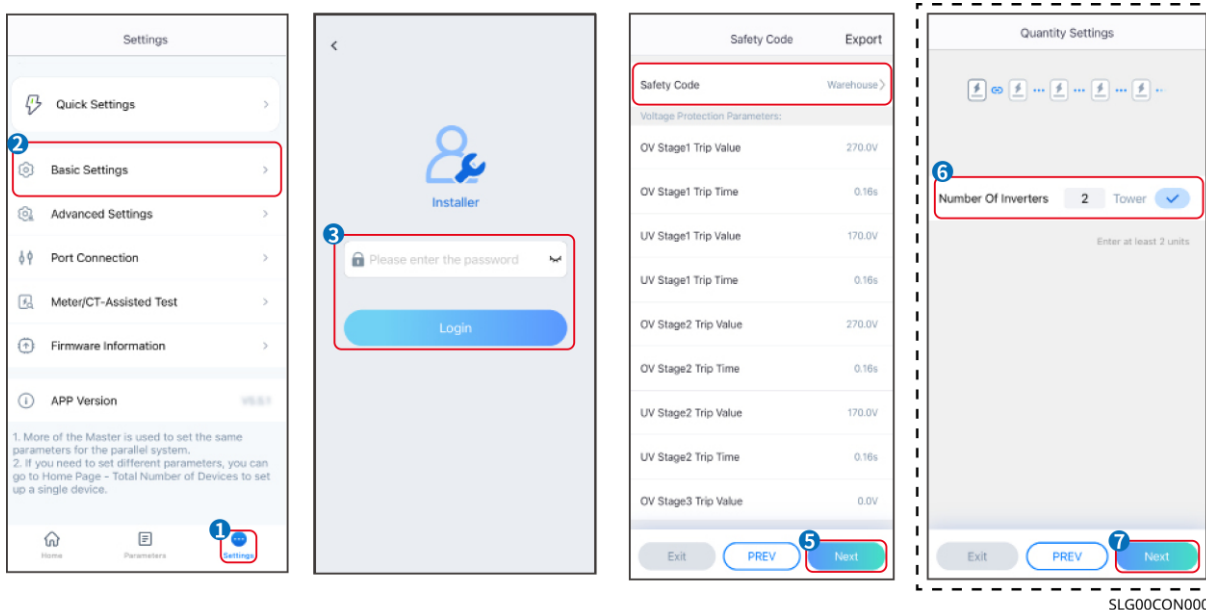 Settings
Quick Settings
2
Basic Settings
Advanced Settings
Port Connection
Meter/CT-Assisted Test
Firmware Information
APP Version
1. More of the Master is used to set the same
parameters for the parallel system.
2. If you need to set different parameters, you can
go to Home Page - Total Number of Devices to set
up a single device.
1
Home
Parameters
Settings
Installer
3
Please enter the password
Login
Safety Code
Export
Safety Code
Warehouse
Voltage Protection Parameters:
OV Stage1 Trip Value
270.0V
OV Stage1 Trip Time
0.16s
UV Stage1 Trip Value
170.0V
UV Stage1 Trip Time
0.16s
OV Stage2 Trip Value
270.0V
OV Stage2 Trip Time
0.16s
UV Stage2 Trip Value
170.0V
UV Stage2 Trip Time
0.16s
OV Stage3 Trip Value
0.0V
5
Exit
PREV
Next
Quantity Settings
6
Number Of Inverters
2
Tower
Enter at least 2 units
7
Exit
PREV
Next
SLG00CON000